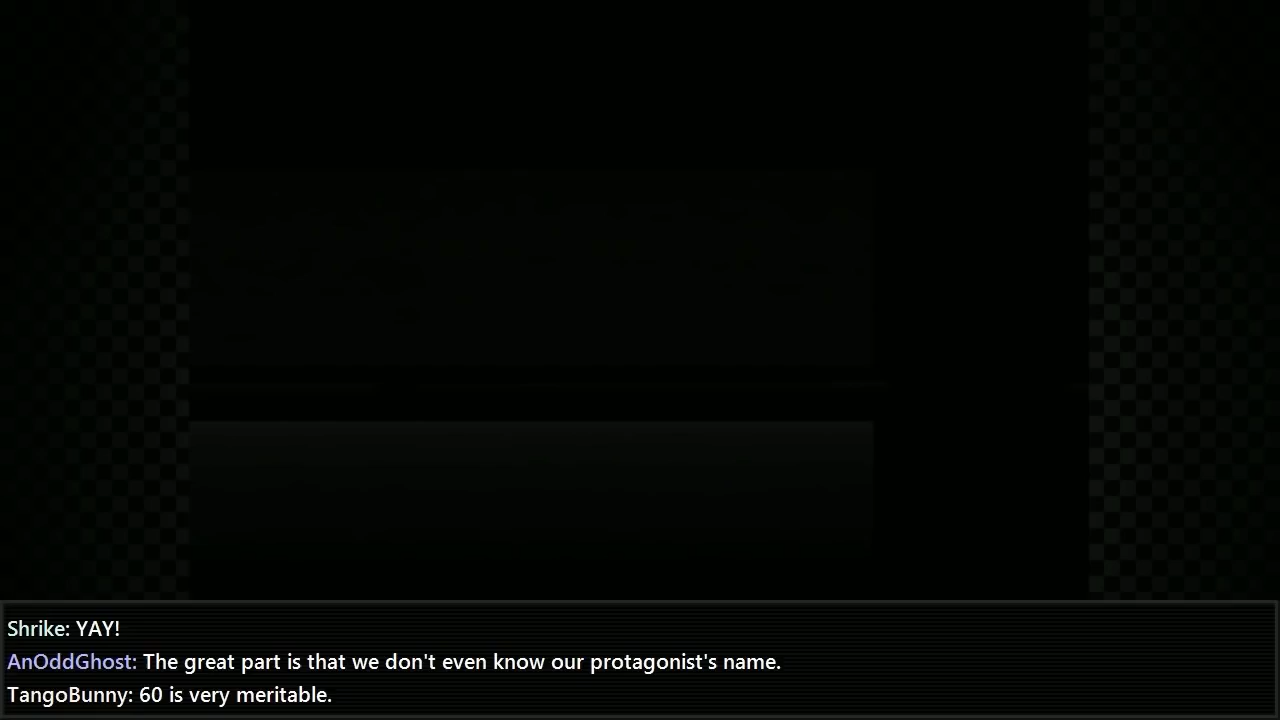 Shrike: YAY!
AnOddGhost: The great part is that we don't even know our protagonist's name.
TangoBunny: 60 is very meritable.